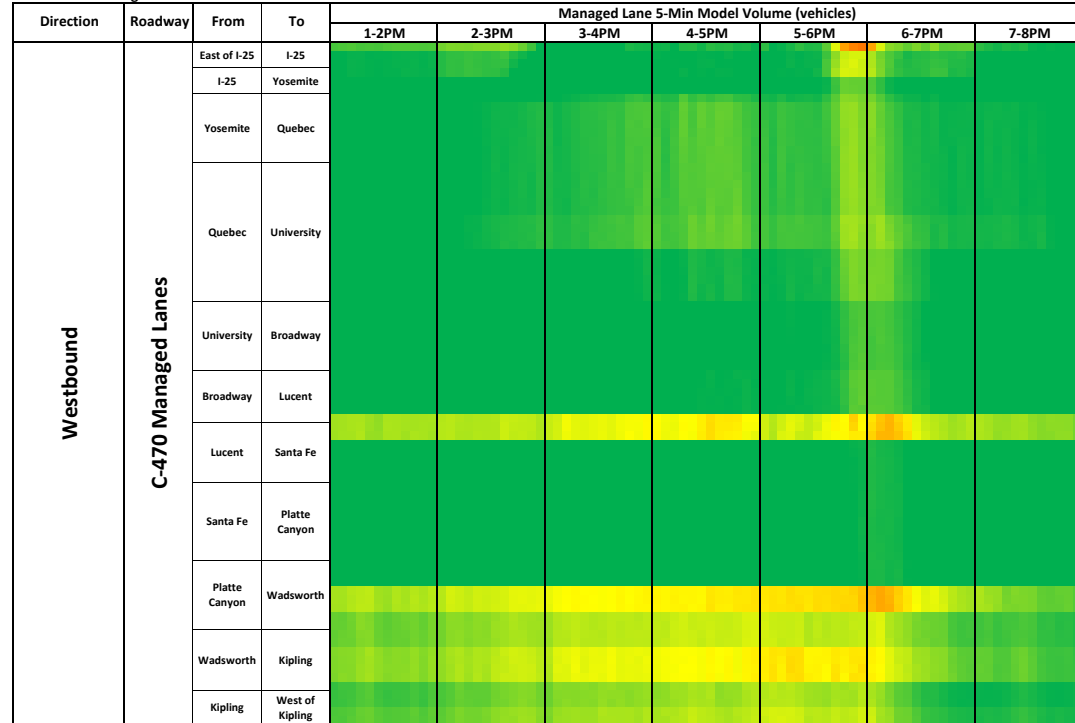 Direction Roadway From To Managed Lane 5-Min Model Volume (vehicles)
1-2PM 2-3PM 3-4PM 4-5PM 5-6PM 6-7PM 7-8PM
Westbound
C-470 Managed Lanes
East of I-25 I-25
I-25 Yosemite
Yosemite Quebec
Quebec University
University Broadway
Broadway Lucent
Lucent Santa Fe
Santa Fe Platte
Canyon
Platte
Canyon Wadsworth
Wadsworth Kipling
Kipling West of
Kipling